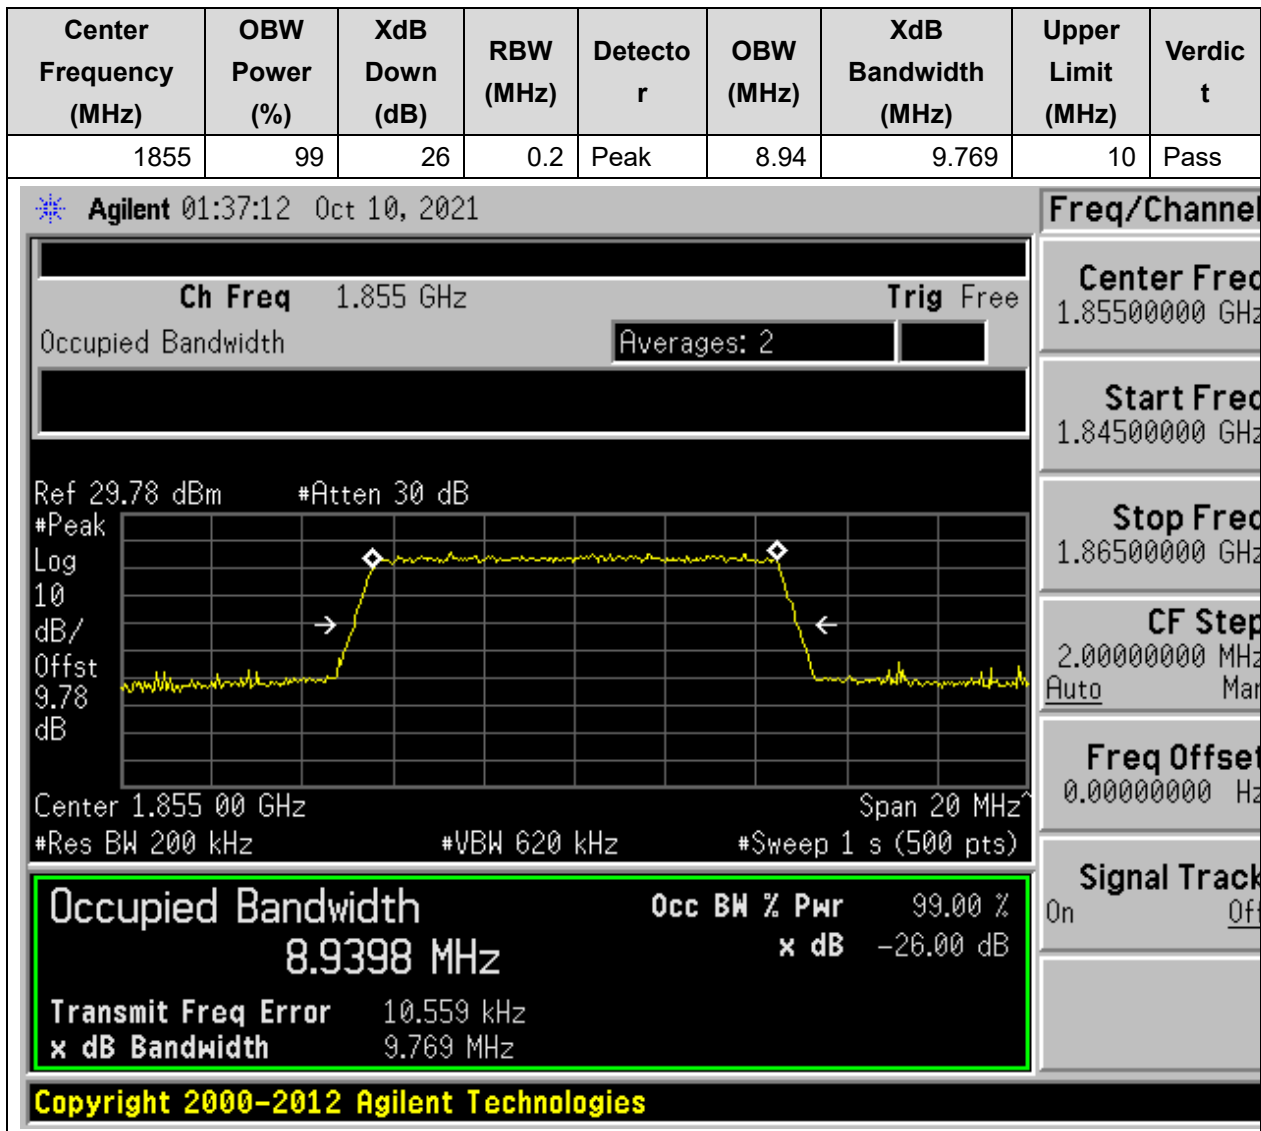 Center Frequency (MHz) OBW Power (%) XdB Down (dB) RBW (MHz) Detecto r OBW (MHz) XdB Bandwidth (MHz) Upper Limit (MHz) Verdic t
1855 99 26 0.2 Peak 8.94 9.769 10 Pass
Agilent 01:37:12 Oct 10, 2021
Freq/Channel
Ch Freq 1.855 GHz Trig Free
Occupied Bandwidth Averages: 2
Center Freq
1.85500000 GHz
Start Freq
1.84500000 GHz
Stop Freq
1.86500000 GHz
CF Step
2.00000000 MHz
Auto Man
Freq Offset
0.00000000 Hz
Signal Track
On Off
Ref 29.78 dBm #Atten 30 dB
#Peak
Log
10
dB/
Offst
9.78
dB
Center 1.855 00 GHz Span 20 MHz^
#Res BW 200 kHz #VBW 620 kHz #Sweep 1 s (500 pts)
Occupied Bandwidth Occ BW % Pwr 99.00 %
8.9398 MHz x dB -26.00 dB
Transmit Freq Error 10.559 kHz
x dB Bandwidth 9.769 MHz
Copyright 2000-2012 Agilent Technologies